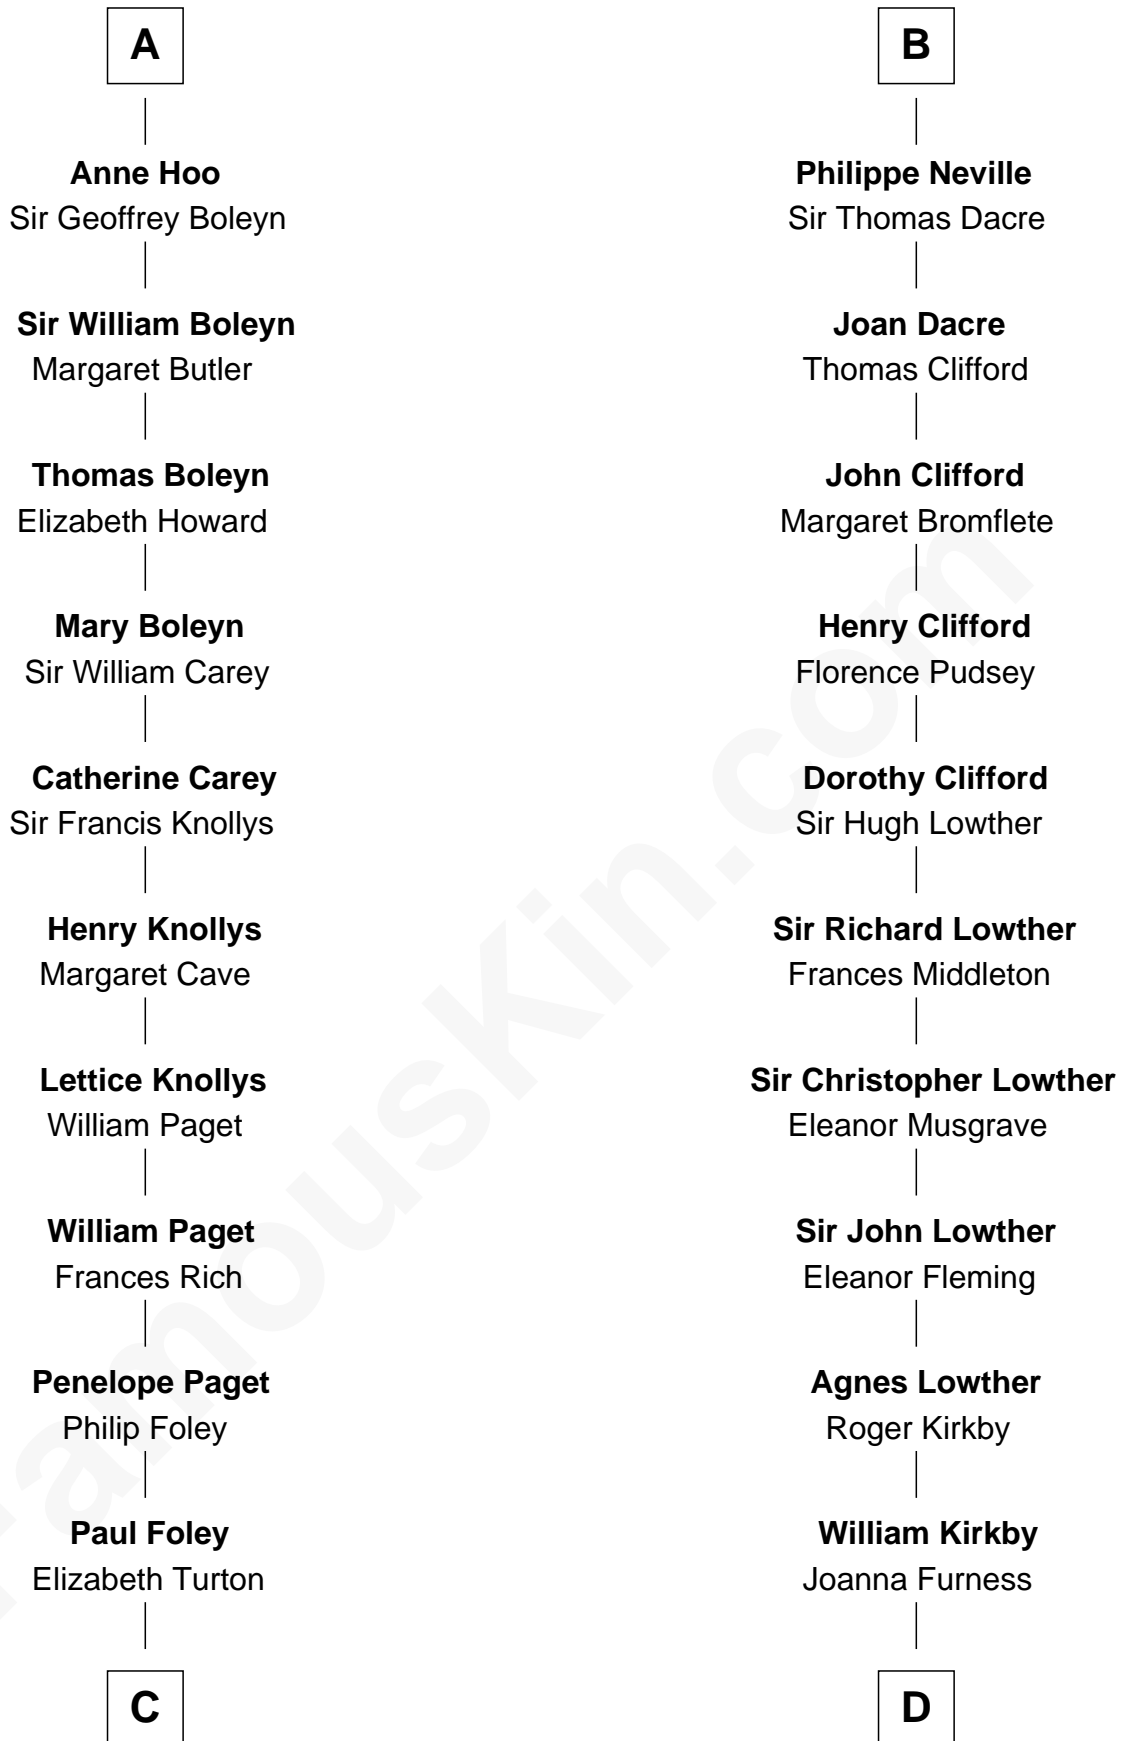 A
Anne Hoo
Sir Geoffrey Boleyn
Sir William Boleyn
Margaret Butler
Thomas Boleyn
Elizabeth Howard
Mary Boleyn
Sir William Carey
Catherine Carey
Sir Francis Knollys
Henry Knollys
Margaret Cave
Lettice Knollys
William Paget
William Paget
Frances Rich
Penelope Paget
Philip Foley
Paul Foley
Elizabeth Turton
C
B
Philippe Neville
Sir Thomas Dacre
Joan Dacre
Thomas Clifford
John Clifford
Margaret Bromflete
Henry Clifford
Florence Pudsey
Dorothy Clifford
Sir Hugh Lowther
Sir Richard Lowther
Frances Middleton
Sir Christopher Lowther
Eleanor Musgrave
Sir John Lowther
Eleanor Fleming
Agnes Lowther
Roger Kirkby
William Kirkby
Joanna Furness
D
FamousKin.com